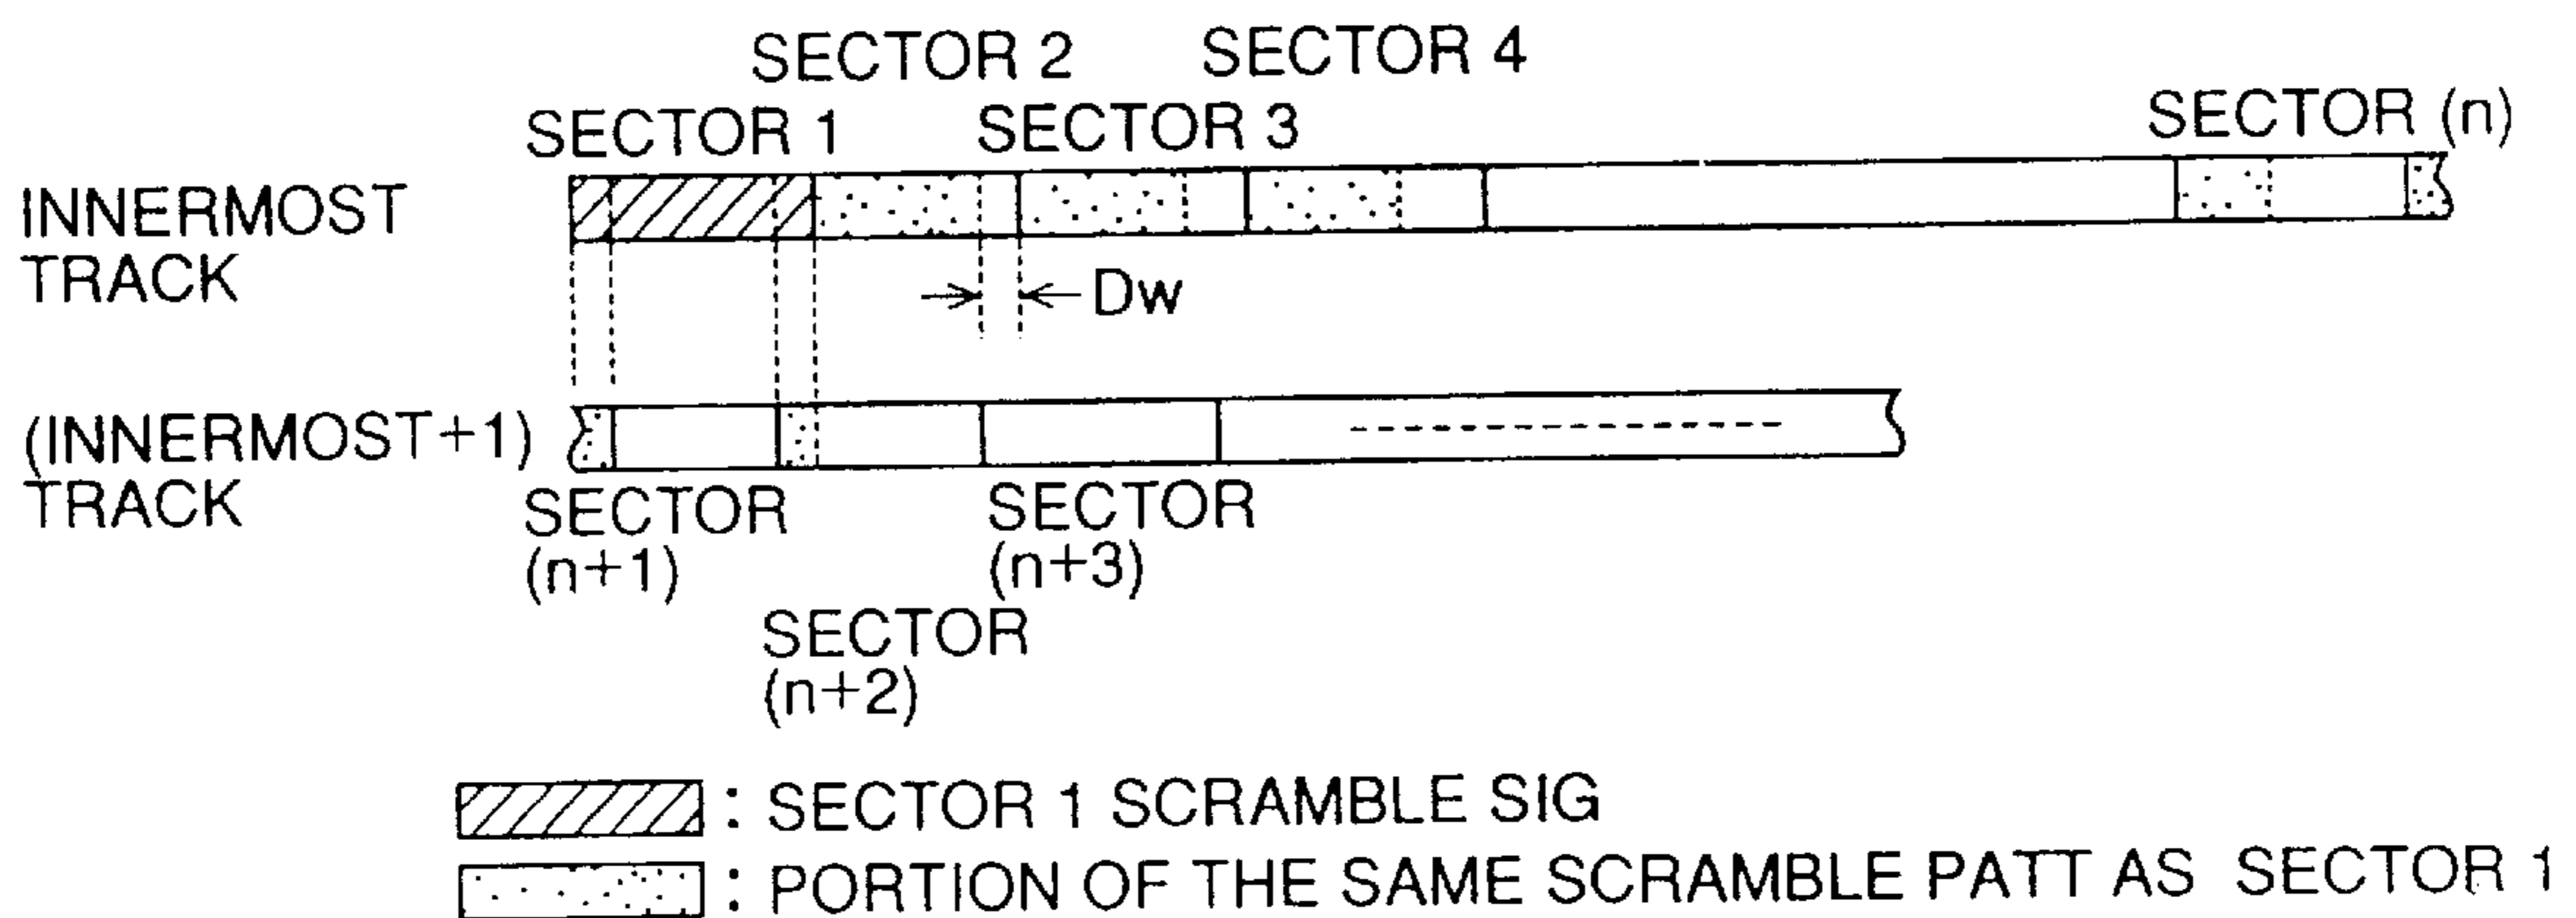 SECTOR 2 SECTOR 4
SECTOR 1 SECTOR 3 SECTOR (n)
INNERMOST
TRACK
Dw
(INNERMOST+1)
TRACK
SECTOR
(n+1)
SECTOR
(n+3)
SECTOR
(n+2)
: SECTOR 1 SCRAMBLE SIG
: PORTION OF THE SAME SCRAMBLE PATT AS SECTOR 1